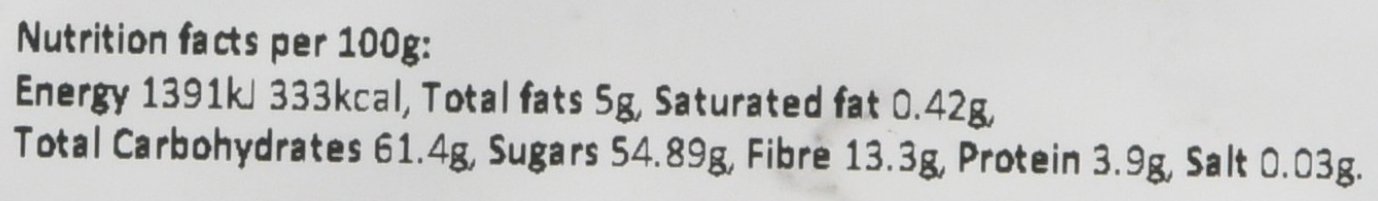 Nutrition facts per 100g:
Energy 1391kJ 333kcal, Total fats 5g, Saturated fat 0.42g,
Total Carbohydrates 61.4g, Sugars 54.89g, Fibre 13.3g, Protein 3.9g, Salt 0.03g.